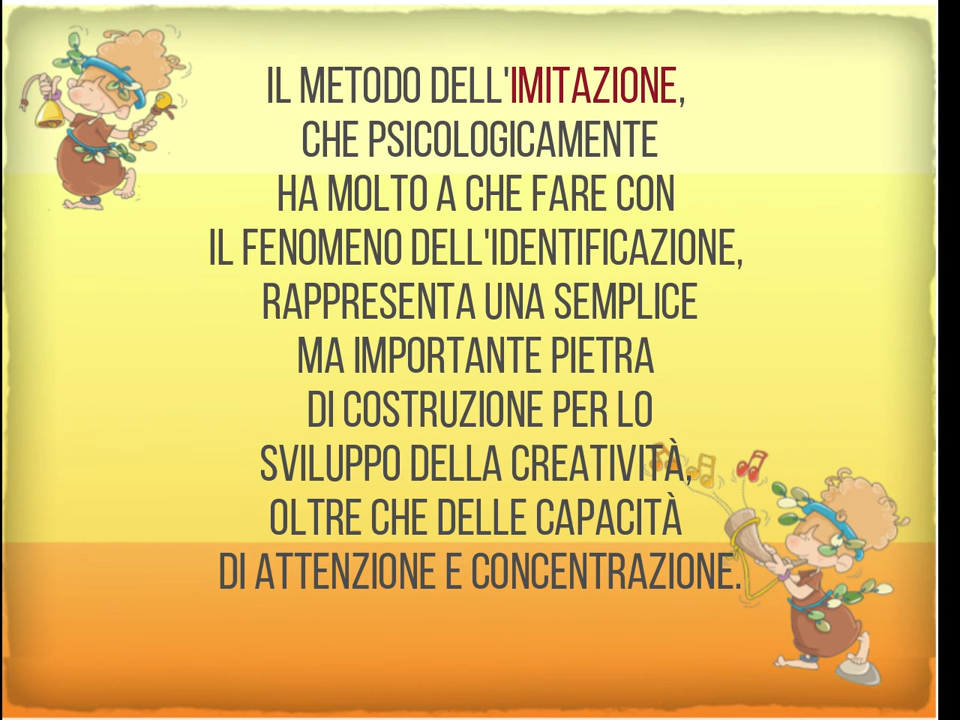 IL METODO DELL'IMITAZIONE,
CHE PSICOLOGICAMENTE
HA MOLTO A CHE FARE CON
IL FENOMENO DELL'IDENTIFICAZIONE,
RAPPRESENTA UNA SEMPLICE
MA IMPORTANTE PIETRA
DI COSTRUZIONE PER LO
SVILUPPO DELLA CREATIVITÀ,
OLTRE CHE DELLE CAPACITÀ
DI ATTENZIONE E CONCENTRAZIONE.